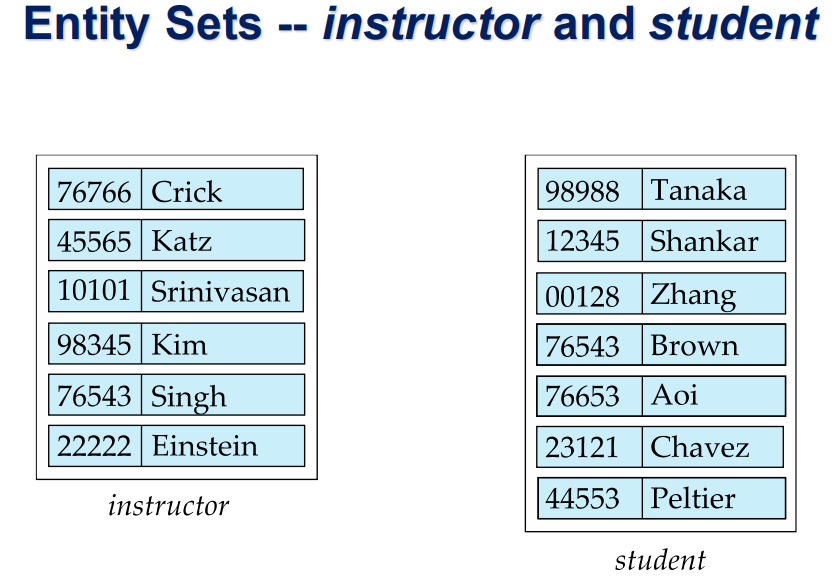 Entity Sets -- instructor and student
76766 Crick
45565 Katz
10101 Srinivasan
98345 Kim
76543 Singh
22222 Einstein
instructor
98988 Tanaka
12345 Shankar
00128 Zhang
76543 Brown
76653 Aoi
23121 Chavez
44553 Peltier
student